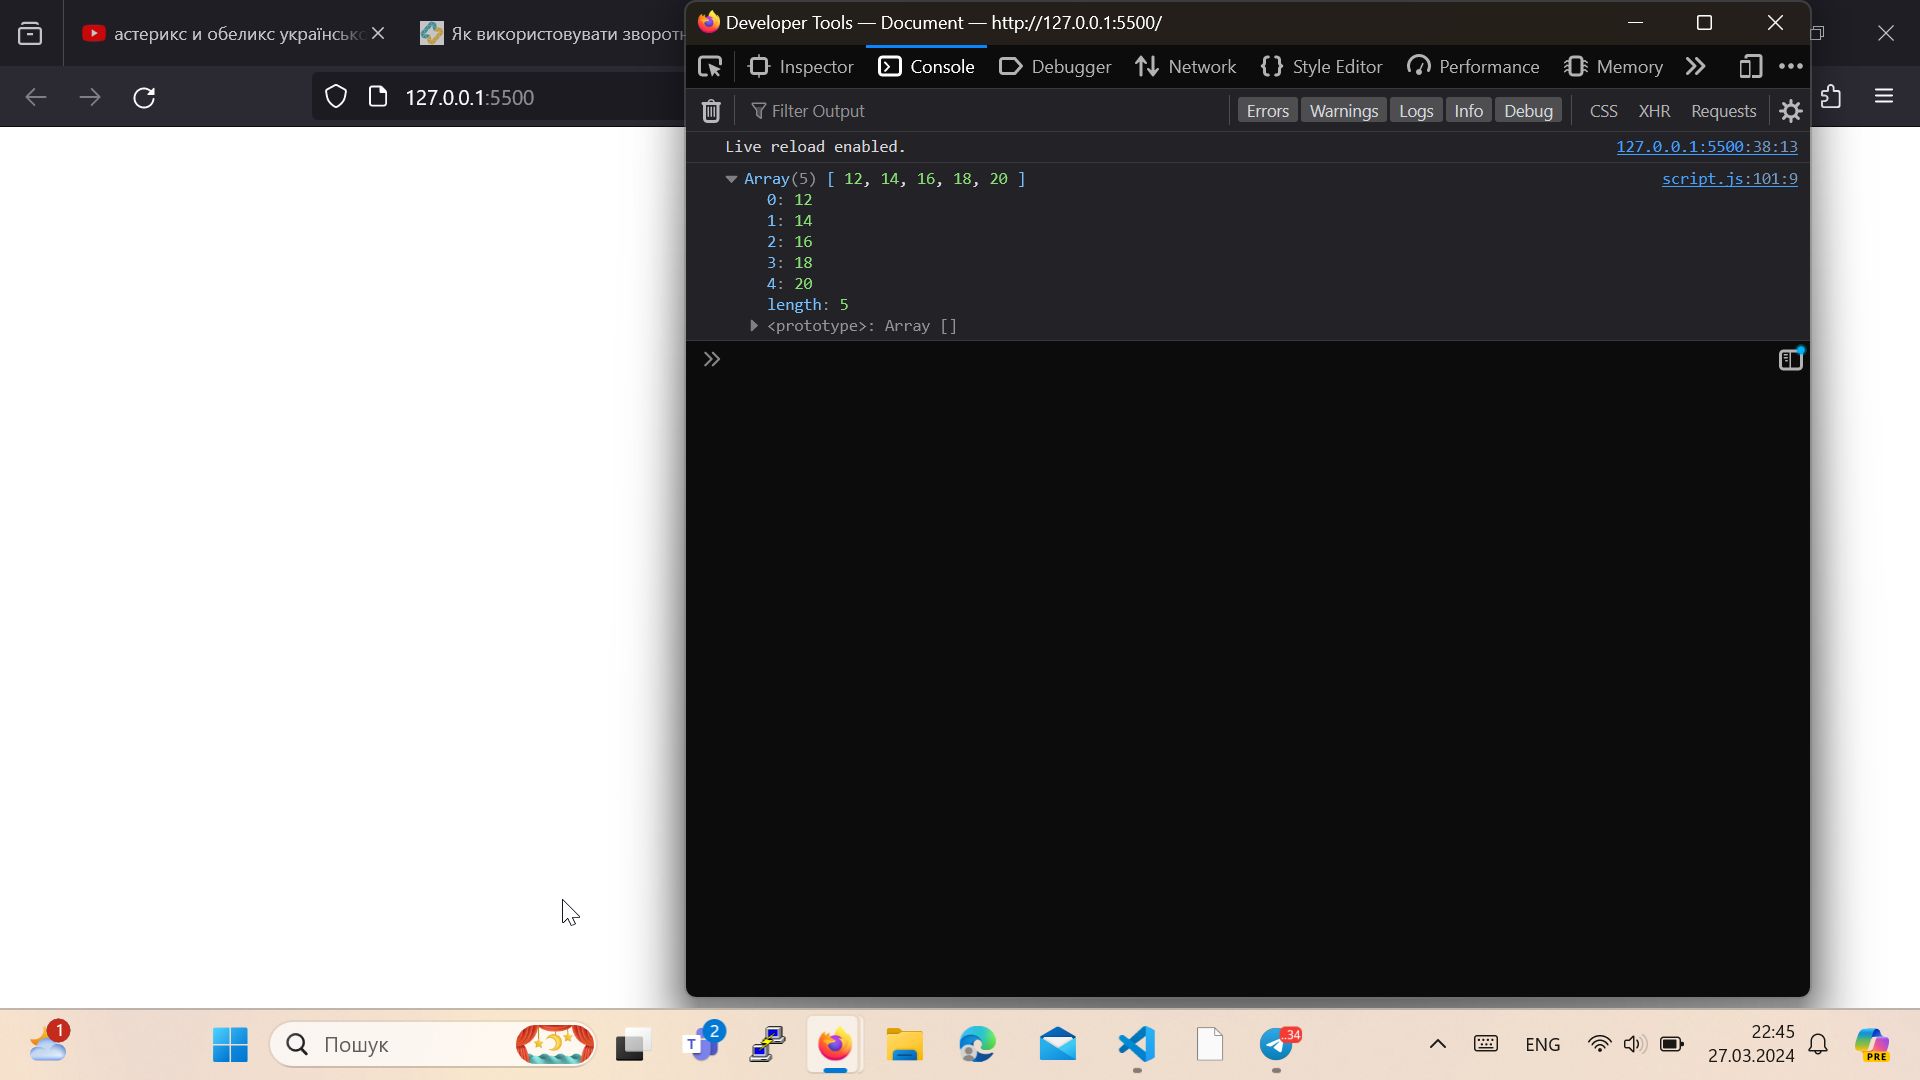 астерикс и обеликс українськ
Як використовувати зворотн
127.0.0.1:5500
Developer Tools — Document — http://127.0.0.1:5500/
Inspector
Console
Debugger
Network
Style Editor
Performance
Memory
Filter Output
Errors
Warnings
Logs
Info
Debug
CSS
XHR
Requests
Live reload enabled.
127.0.0.1:5500:38:13
Array(5) [ 12, 14, 16, 18, 20 ]
script.js:101:9
0: 12
1: 14
2: 16
3: 18
4: 20
length: 5
<prototype>: Array []
1
Пошук
T
2
..34
ENG
22:45
27.03.2024
PRE